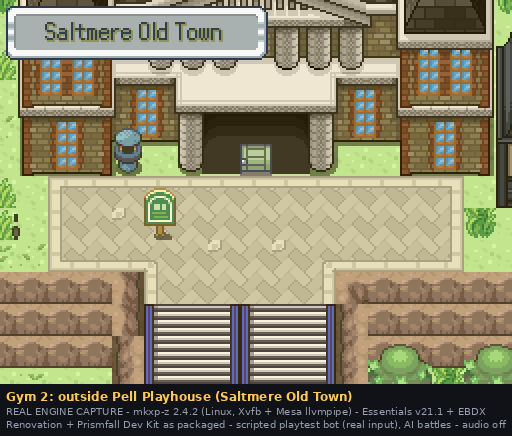 Saltmere Old Town
Gym 2: outside Pell Playhouse (Saltmere Old Town)
REAL ENGINE CAPTURE - mkxp-z 2.4.2 (Linux, Xvfb + Mesa llvmpipe) - Essentials v21.1 + EBDX
Renovation + Prismfall Dev Kit as packaged - scripted playtest bot (real input), AI battles - audio off